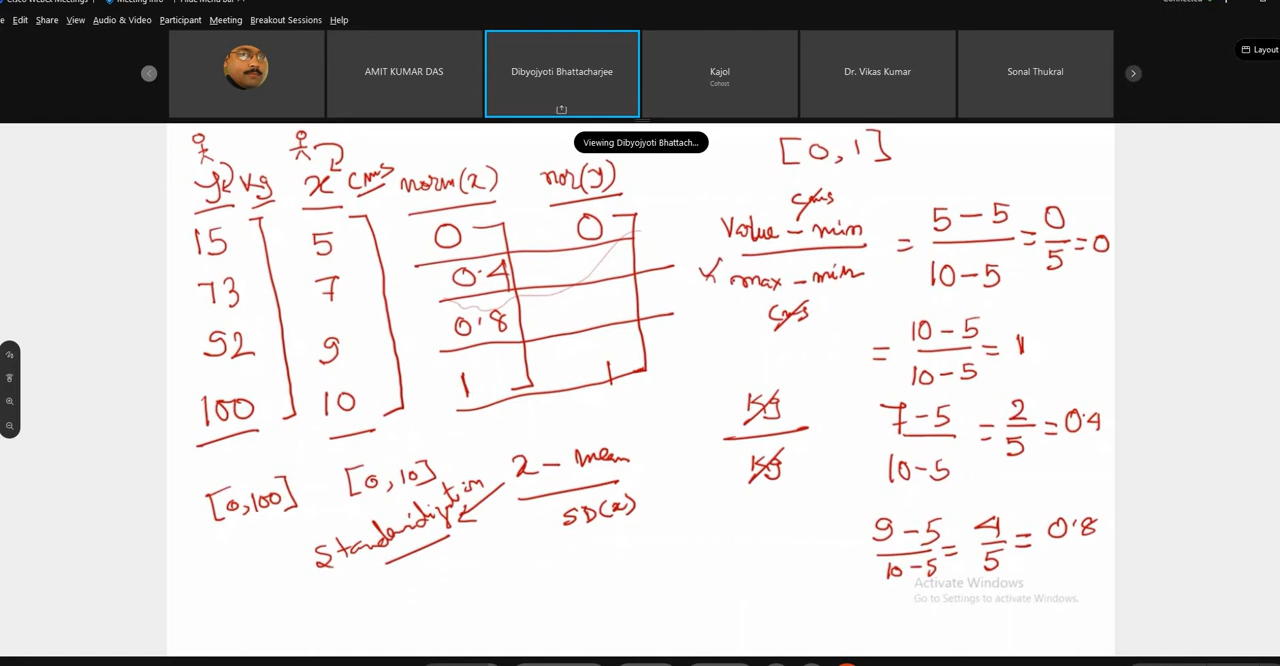 Edit Share View Audio & Video Participant Meeting Breakout Sessions Help
Layout
AMIT KUMAR DAS
Dibyojyoti Bhattacharjee
Kajol
Cohost
Dr. Vikas Kumar
Sonal Thukral
Viewing Dibyojyoti Bhattach...
[0, 1]
y kg x cms norm(x) nor(y)
15 5 0 0
73 7 0.4
92 9 0.8
100 10 1 1
[0,100] [0,10]
cms
Value - min
max - min
cms
= 5-5 / 10-5 = 0/5 = 0
= 10-5 / 10-5 = 1
7-5 / 10-5 = 2/5 = 0.4
9-5 / 10-5 = 4/5 = 0.8
Kg
Kg
x - mean
SD(x)
Standardization
Activate Windows
Go to Settings to activate Windows.